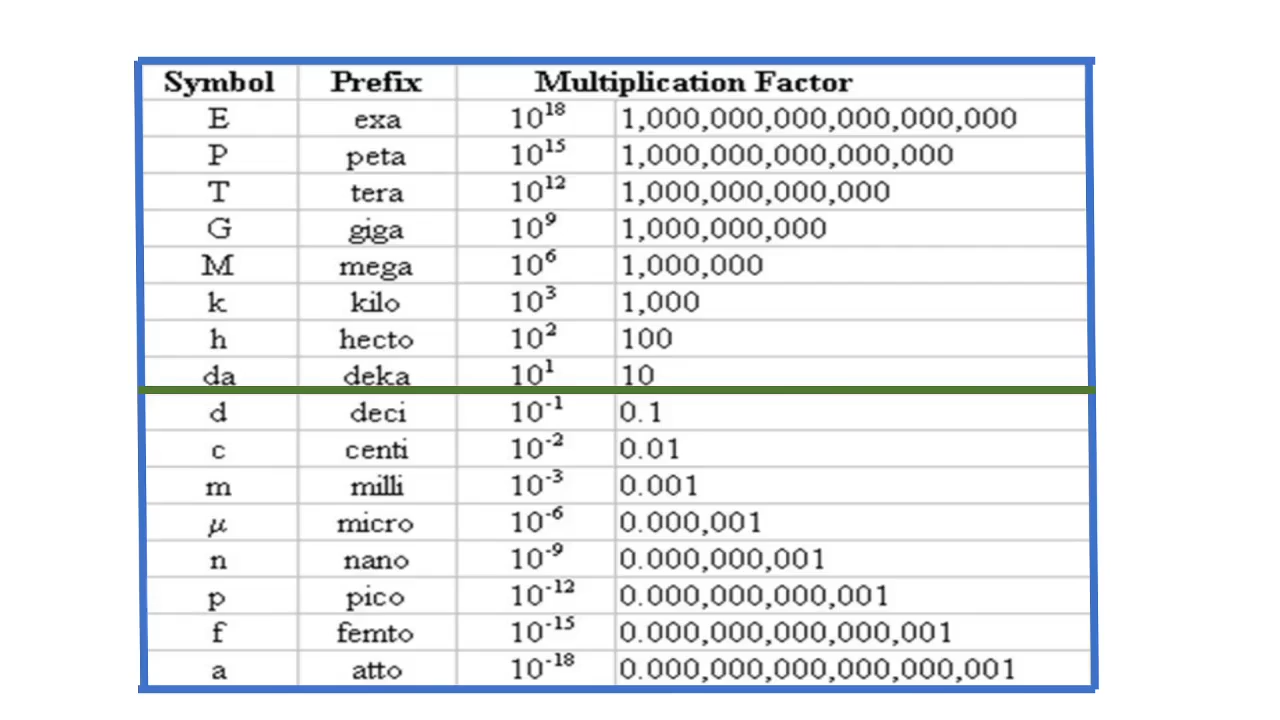 Symbol Prefix Multiplication Factor
E exa 10¹⁸ 1,000,000,000,000,000,000
P peta 10¹⁵ 1,000,000,000,000,000
T tera 10¹² 1,000,000,000,000
G giga 10⁹ 1,000,000,000
M mega 10⁶ 1,000,000
k kilo 10³ 1,000
h hecto 10² 100
da deka 10¹ 10
d deci 10⁻¹ 0.1
c centi 10⁻² 0.01
m milli 10⁻³ 0.001
μ micro 10⁻⁶ 0.000,001
n nano 10⁻⁹ 0.000,000,001
p pico 10⁻¹² 0.000,000,000,001
f femto 10⁻¹⁵ 0.000,000,000,000,001
a atto 10⁻¹⁸ 0.000,000,000,000,000,001